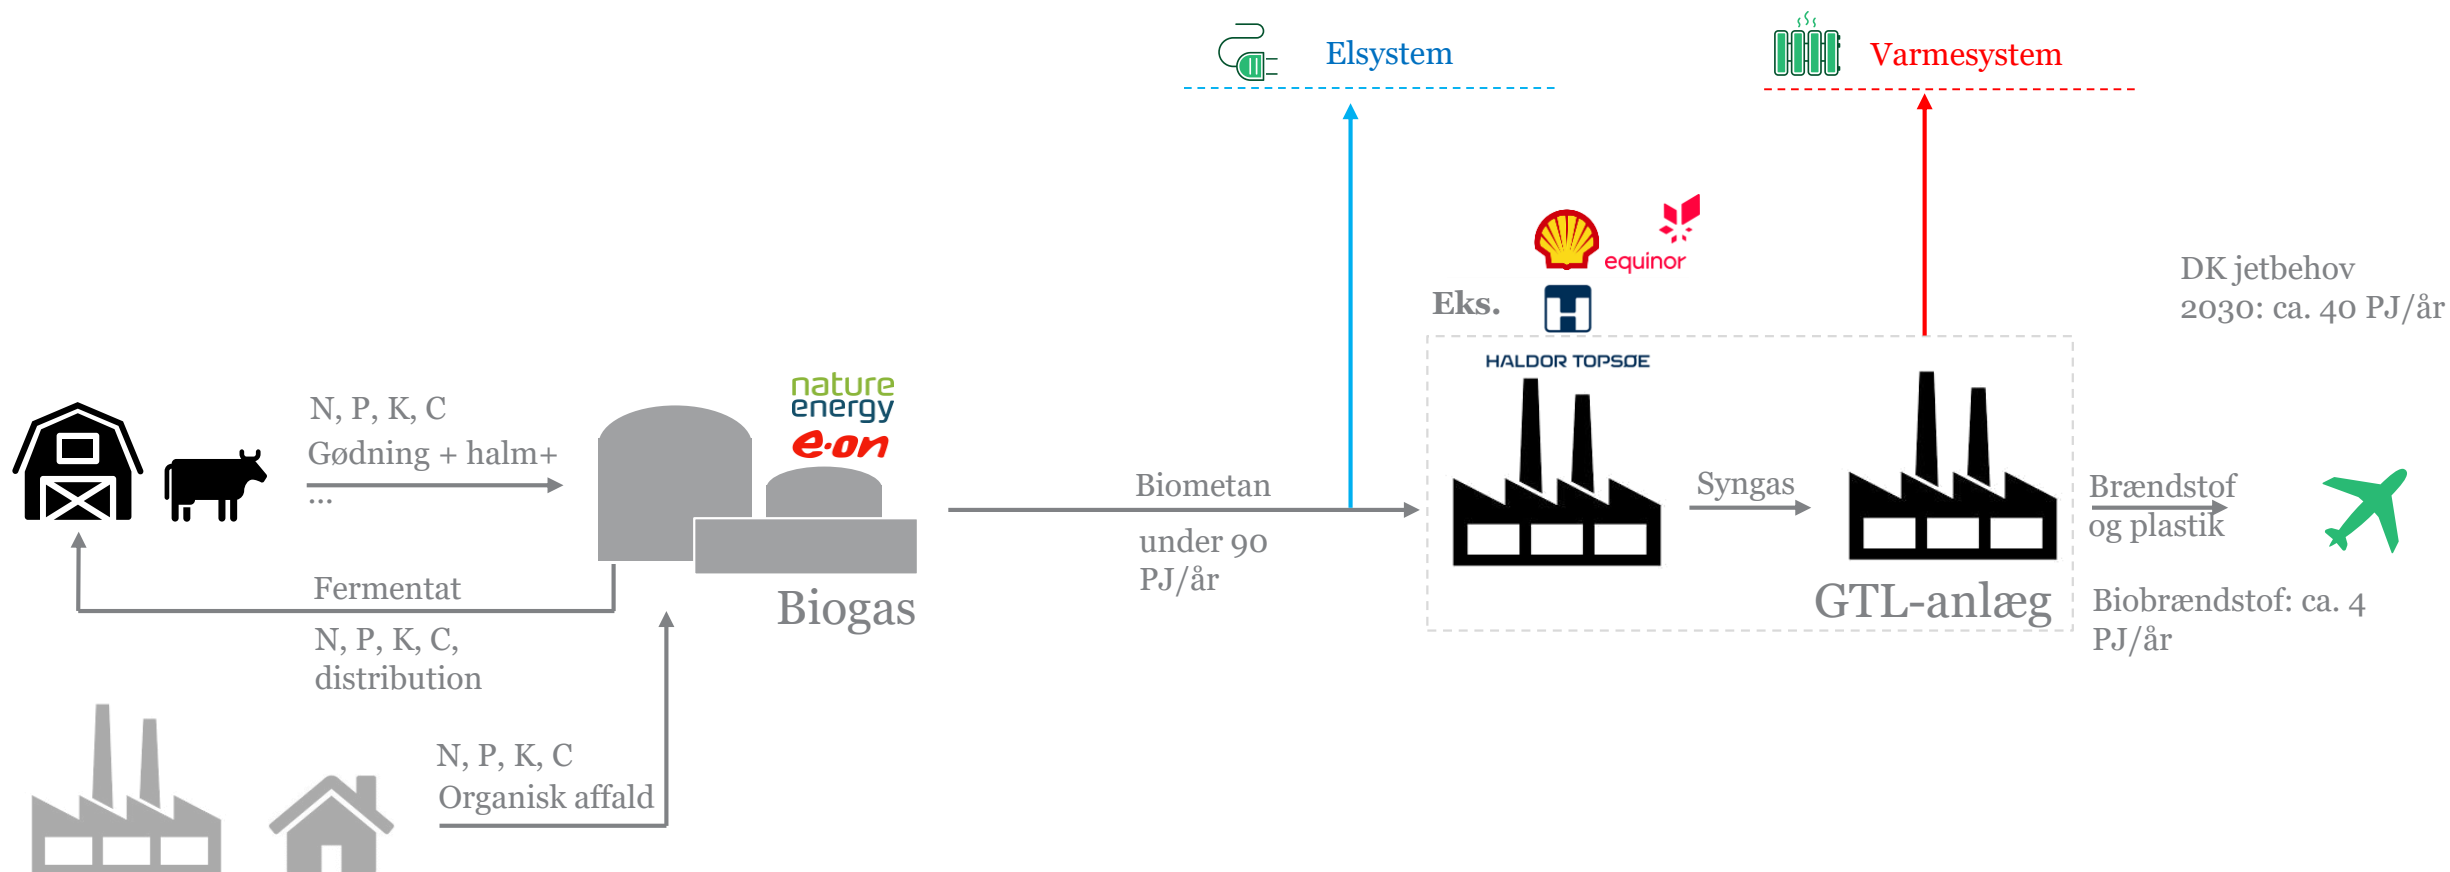 Elsystem
Varmesystem
equinor
Eks.
HALDOR TOPSØE
DK jetbehov
2030: ca. 40 PJ/år
nature
energy
e·on
N, P, K, C
Gødning + halm+
...
Biometan
under 90
PJ/år
Syngas
Brændstof
og plastik
Fermentat
N, P, K, C,
distribution
Biogas
GTL-anlæg
Biobrændstof: ca. 4
PJ/år
N, P, K, C
Organisk affald